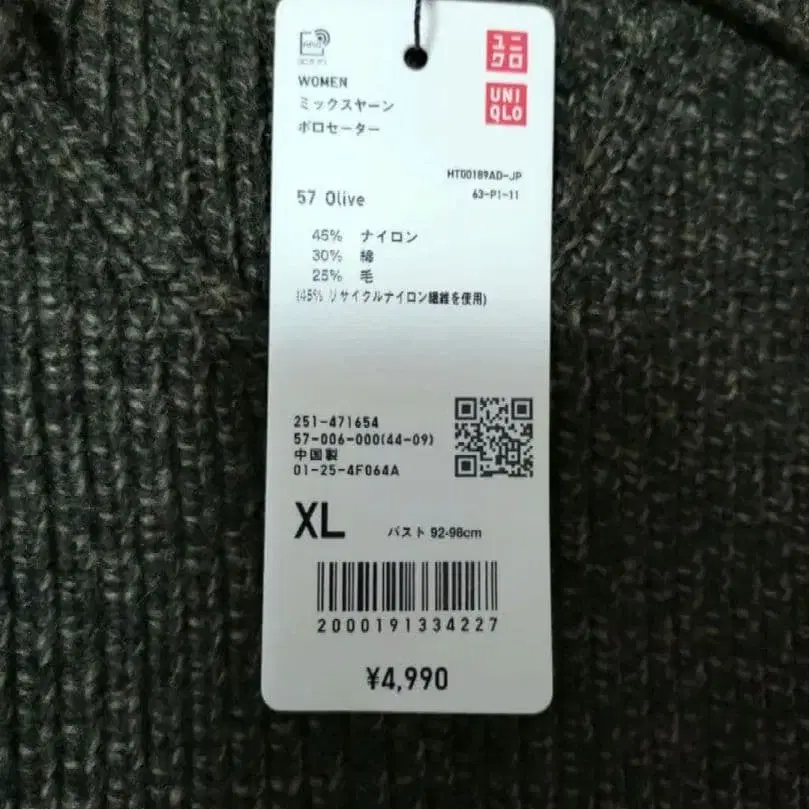 RFID
WOMEN
ミックスヤーン
ポロセーター
ユニ
クロ
UNI
QLO
HT00189AD-JP
63-P1-11
57 Olive
45% ナイロン
30% 綿
25% 毛
(45% リサイクルナイロン繊維を使用)
251-471654
57-006-000(44-09)
中国製
01-25-4F064A
XL バスト 92-98cm
2000191334227
¥4,990